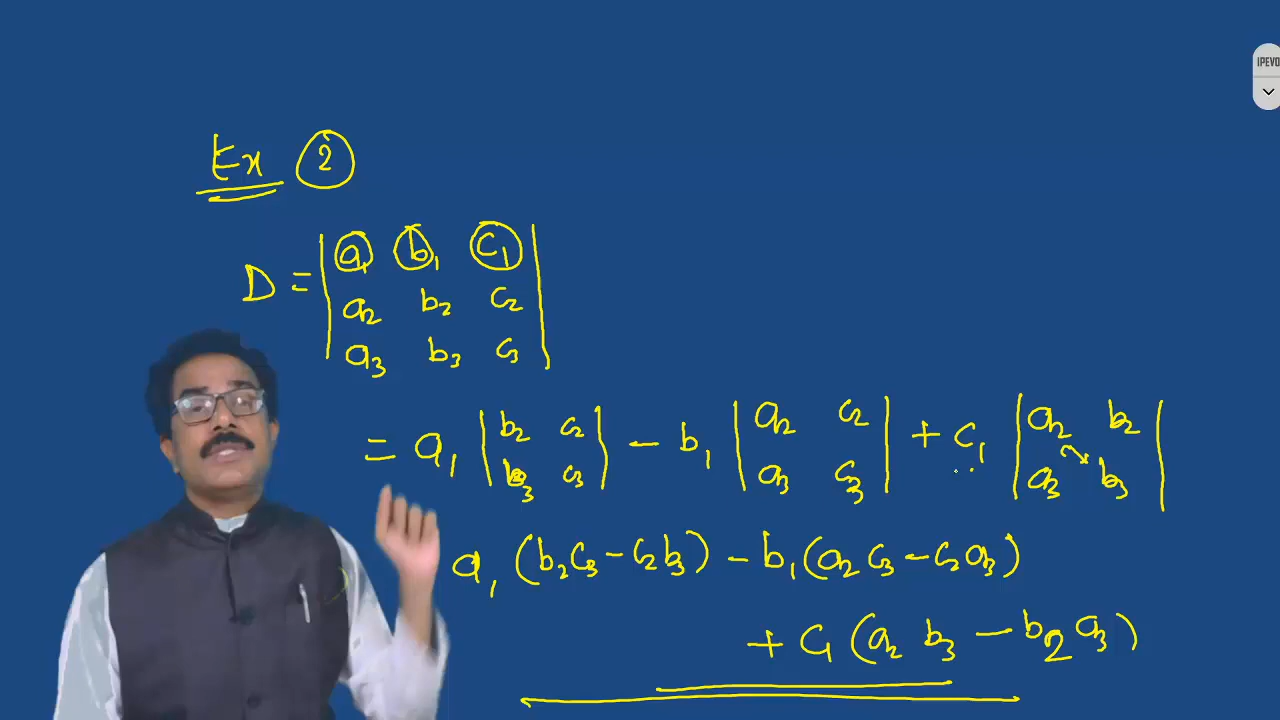 IPEVO
Ex 2
D = | a₁ b₁ c₁ |
| a₂ b₂ c₂ |
| a₃ b₃ c₃ |
= a₁ | b₂ c₂ | − b₁ | a₂ c₂ | + c₁ | a₂ b₂ |
| b₃ c₃ | | a₃ c₃ | | a₃ b₃ |
a₁ (b₂c₃ − c₂b₃) − b₁ (a₂c₃ − c₂a₃)
+ c₁ (a₂ b₃ − b₂ a₃)